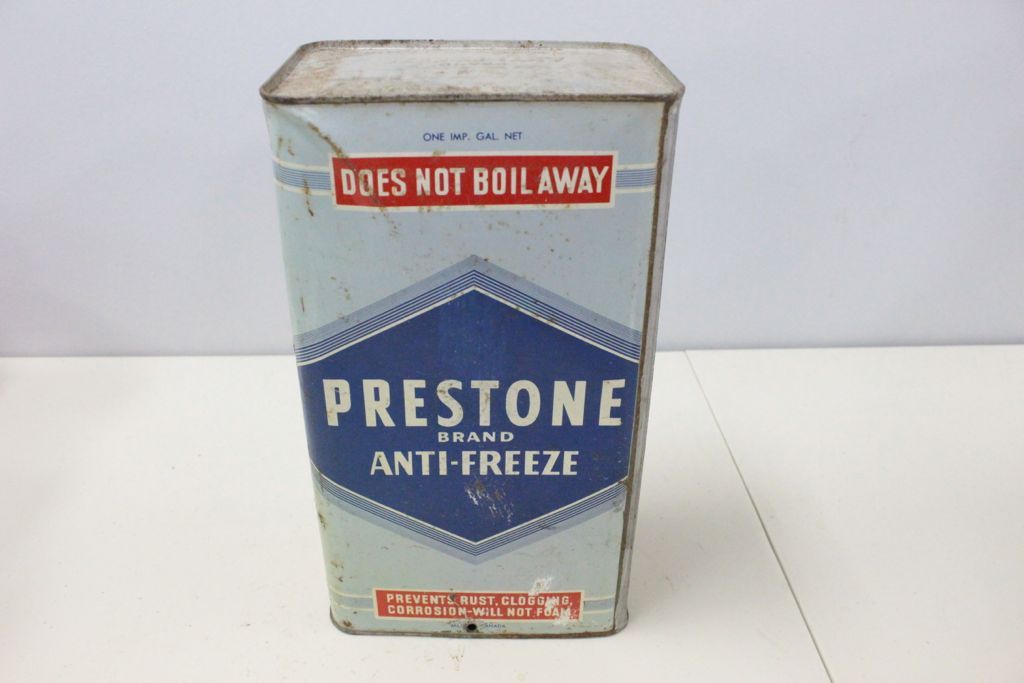 ONE IMP. GAL. NET
DOES NOT BOIL AWAY
PRESTONE
BRAND
ANTI-FREEZE
PREVENTS RUST, CLOGGING,
CORROSION-WILL NOT FOAM